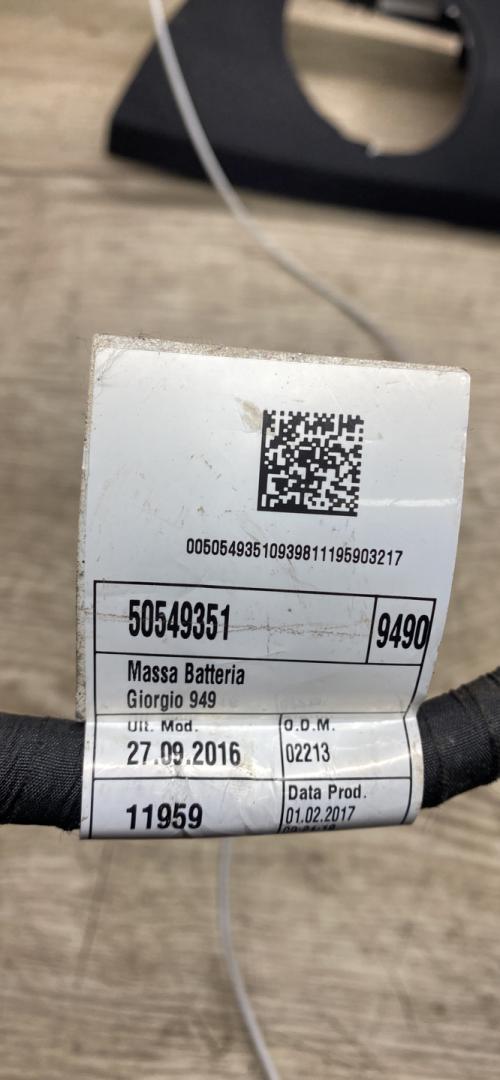 00505493510939811195903217
50549351
9490
Massa Batteria
Giorgio 949
Ult. Mod.
O.D.M.
27.09.2016
02213
Data Prod.
11959
01.02.2017